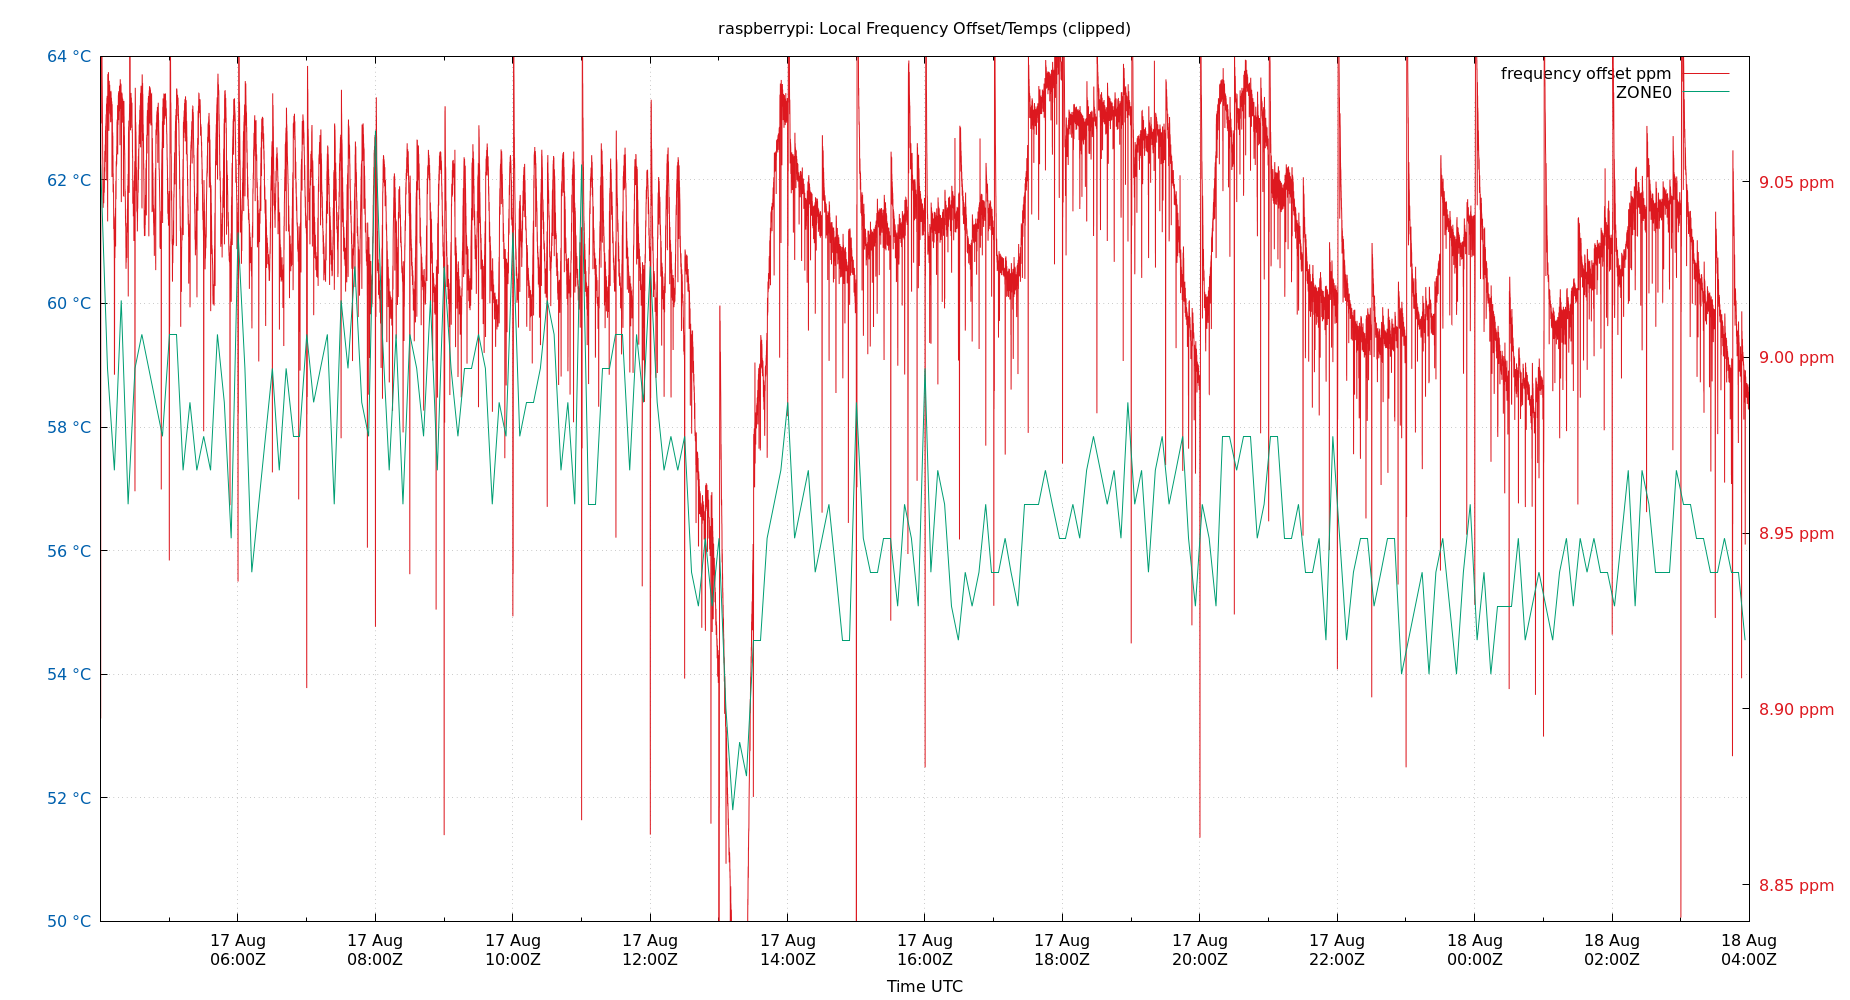 raspberrypi: Local Frequency Offset/Temps (clipped)
64 °C
62 °C
60 °C
58 °C
56 °C
54 °C
52 °C
50 °C
frequency offset ppm
ZONE0
9.05 ppm
9.00 ppm
8.95 ppm
8.90 ppm
8.85 ppm
17 Aug 17 Aug 17 Aug 17 Aug 17 Aug 17 Aug 17 Aug 17 Aug 17 Aug 18 Aug 18 Aug 18 Aug
06:00Z 08:00Z 10:00Z 12:00Z 14:00Z 16:00Z 18:00Z 20:00Z 22:00Z 00:00Z 02:00Z 04:00Z
Time UTC